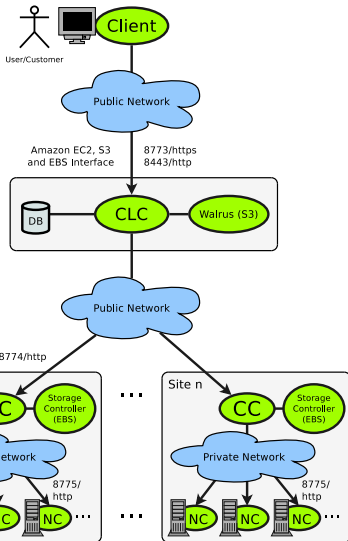 Client
User/Customer
Public Network
Amazon EC2, S3
and EBS Interface
8773/https
8443/http
DB
CLC
Walrus (S3)
Public Network
8774/http
Site n
C
Storage
Controller
(EBS)
...
CC
Storage
Controller
(EBS)
etwork
Private Network
8775/
http
8775/
http
C
NC
...
...
NC
NC
NC
...